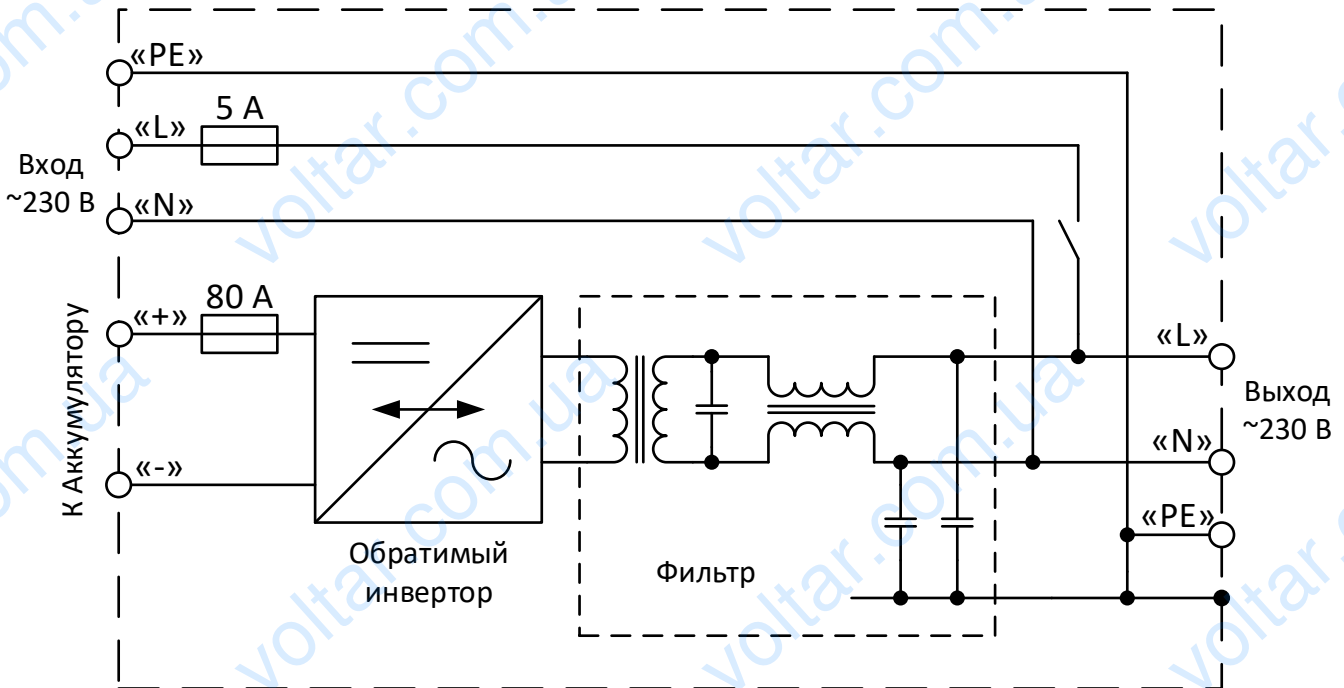 «PE»
5 А
«L»
Вход
~230 В
«N»
80 А
«+»
К Аккумулятору
«-»
Обратимый
инвертор
Фильтр
«L»
Выход
~230 В
«N»
«PE»
voltar.com.ua